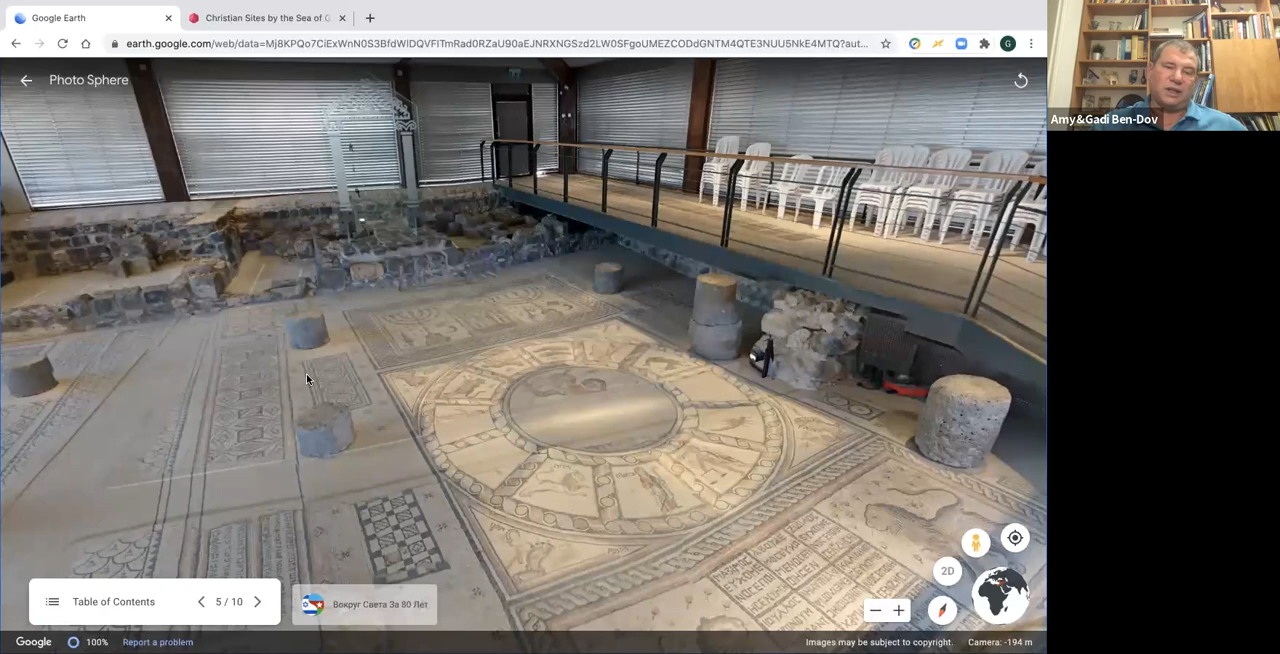 Google Earth
Christian Sites by the Sea of G
earth.google.com/web/data=Mj8KPQo7CiExWnN0S3BfdWlDQVFITmRad0RZaU90aEJNRXNGSzd2LW0SFgoUMEZCODdGNTM4QTE3NUU5NkE4MTQ?aut...
G
Photo Sphere
Amy&Gadi Ben-Dov
2D
Table of Contents
5 / 10
Вокруг Света За 80 Лет
Google
100%
Report a problem
Images may be subject to copyright.
Camera: -194 m